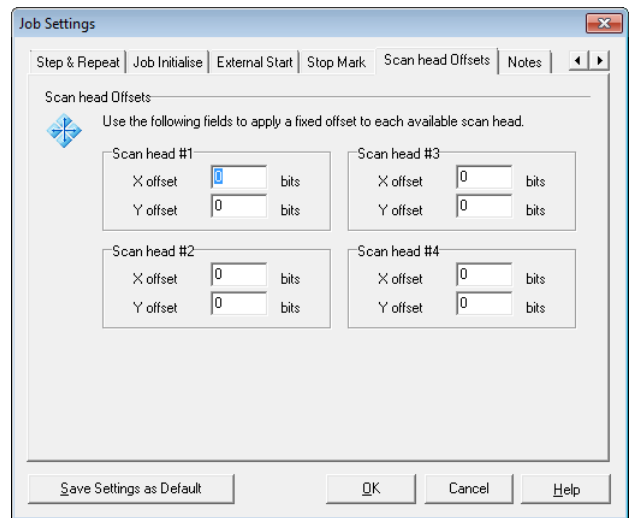 Job Settings
Step & Repeat Job Initialise External Start Stop Mark Scan head Offsets Notes
Scan head Offsets
Use the following fields to apply a fixed offset to each available scan head.
Scan head #1
X offset 0 bits
Y offset 0 bits
Scan head #3
X offset 0 bits
Y offset 0 bits
Scan head #2
X offset 0 bits
Y offset 0 bits
Scan head #4
X offset 0 bits
Y offset 0 bits
Save Settings as Default OK Cancel Help